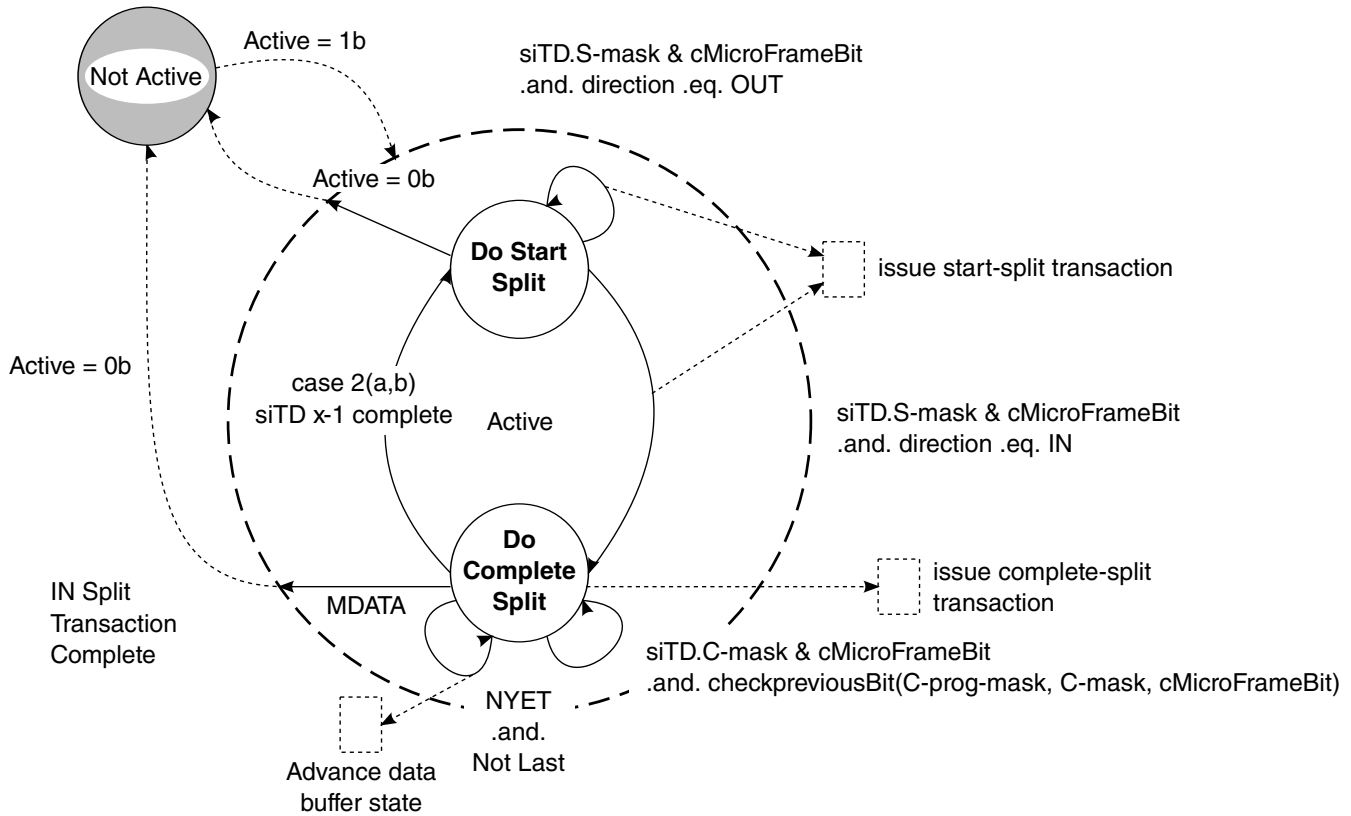 Active = 1b
siTD.S-mask & cMicroFrameBit
.and. direction .eq. OUT
Not Active
Active = 0b
Do Start
Split
issue start-split transaction
Active = 0b
case 2(a,b)
siTD x-1 complete
Active
siTD.S-mask & cMicroFrameBit
.and. direction .eq. IN
Do
Complete
Split
issue complete-split
transaction
MDATA
IN Split
Transaction
Complete
siTD.C-mask & cMicroFrameBit
.and. checkpreviousBit(C-prog-mask, C-mask, cMicroFrameBit)
NYET
.and.
Not Last
Advance data
buffer state